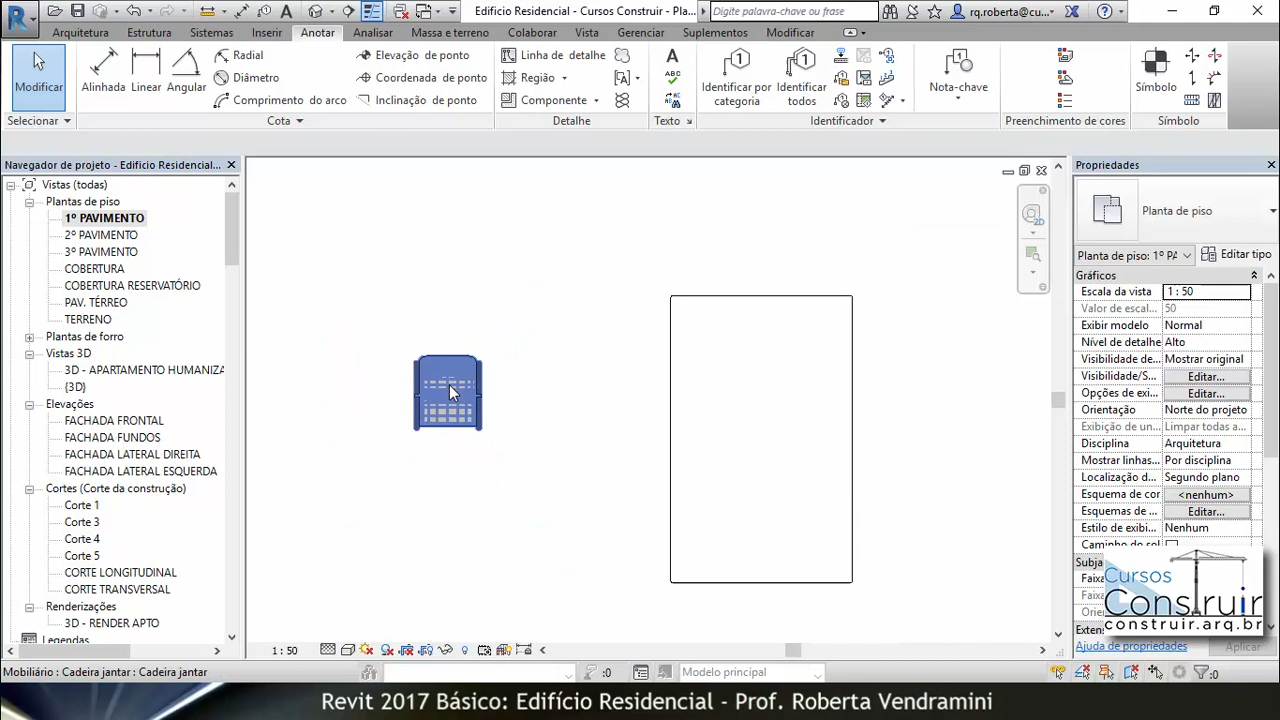 Edificio Residencial - Cursos Construir - Pla...
Digite palavra-chave ou frase
rq.roberta@cu...
Arquitetura Estrutura Sistemas Inserir Anotar Analisar Massa e terreno Colaborar Vista Gerenciar Suplementos Modificar
Modificar
Selecionar
Alinhada Linear Angular
Radial
Diâmetro
Comprimento do arco
Elevação de ponto
Coordenada de ponto
Inclinação de ponto
Cota
Linha de detalhe
Região
Componente
Detalhe
A
ABC
Texto
Identificar por categoria
Identificar todos
Identificador
Nota-chave
Preenchimento de cores
Símbolo
Símbolo
Navegador de projeto - Edificio Residencial...
Vistas (todas)
Plantas de piso
1º PAVIMENTO
2º PAVIMENTO
3º PAVIMENTO
COBERTURA
COBERTURA RESERVATÓRIO
PAV. TÉRREO
TERRENO
Plantas de forro
Vistas 3D
3D - APARTAMENTO HUMANIZA
{3D}
Elevações
FACHADA FRONTAL
FACHADA FUNDOS
FACHADA LATERAL DIREITA
FACHADA LATERAL ESQUERDA
Cortes (Corte da construção)
Corte 1
Corte 3
Corte 4
Corte 5
CORTE LONGITUDINAL
CORTE TRANSVERSAL
Renderizações
3D - RENDER APTO
Legendas
2D
Propriedades
Planta de piso
Planta de piso: 1º PA Editar tipo
Gráficos
Escala da vista 1 : 50
Valor de escal... 50
Exibir modelo Normal
Nível de detalhe Alto
Visibilidade de... Mostrar original
Visibilidade/S... Editar...
Opções de exi... Editar...
Orientação Norte do projeto
Exibição de un... Limpar todas a...
Disciplina Arquitetura
Mostrar linhas... Por disciplina
Localização d... Segundo plano
Esquema de cor <nenhum>
Esquemas de ... Editar...
Estilo de exibi... Nenhum
Caminho do sol
Subja
Faixa
Faixa
Exten
Ajuda de propriedades
Aplicar
Cursos
Construir
construir.arq.br
1 : 50
Mobiliário : Cadeira jantar : Cadeira jantar
:0
Modelo principal
:0
Revit 2017 Básico: Edifício Residencial - Prof. Roberta Vendramini